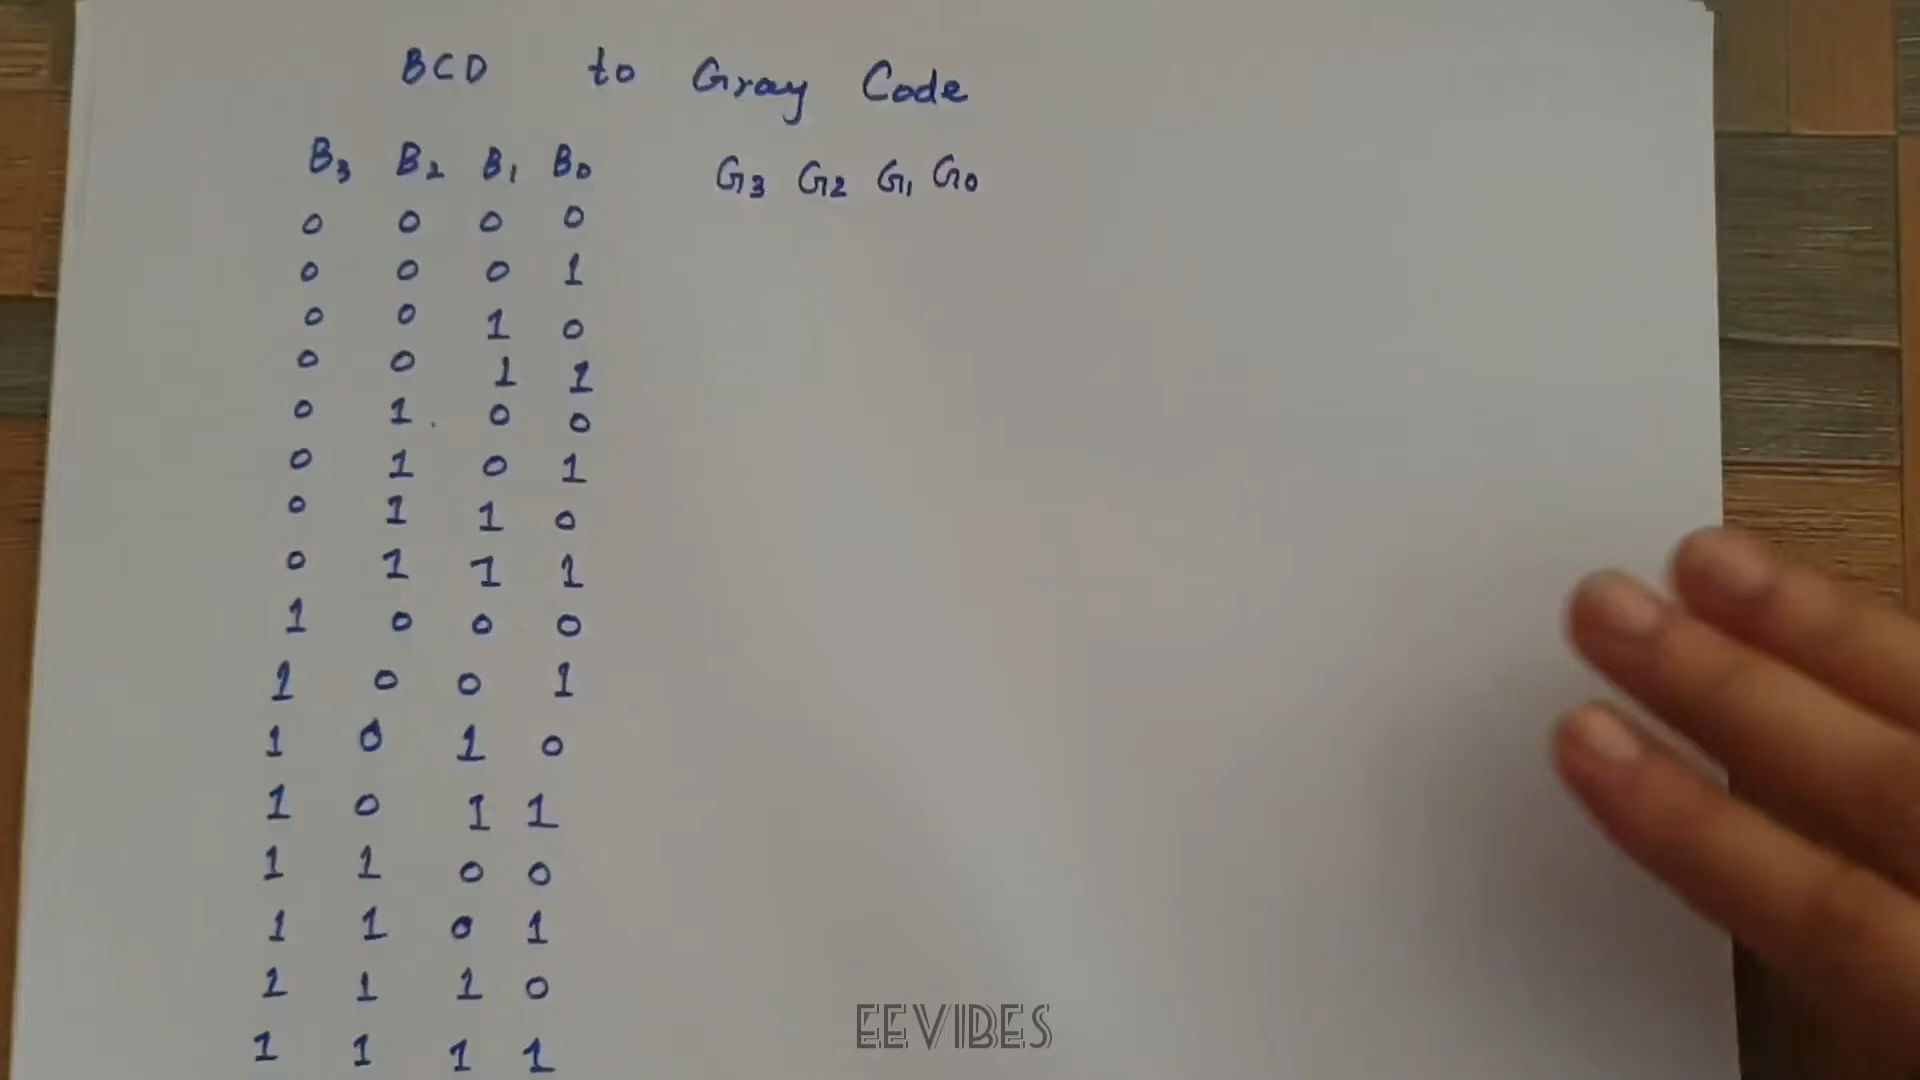 BCD to Gray Code
B3 B2 B1 B0 G3 G2 G1 G0
0 0 0 0
0 0 0 1
0 0 1 0
0 0 1 1
0 1 0 0
0 1 0 1
0 1 1 0
0 1 1 1
1 0 0 0
1 0 0 1
1 0 1 0
1 0 1 1
1 1 0 0
1 1 0 1
1 1 1 0
1 1 1 1
EEVIBES